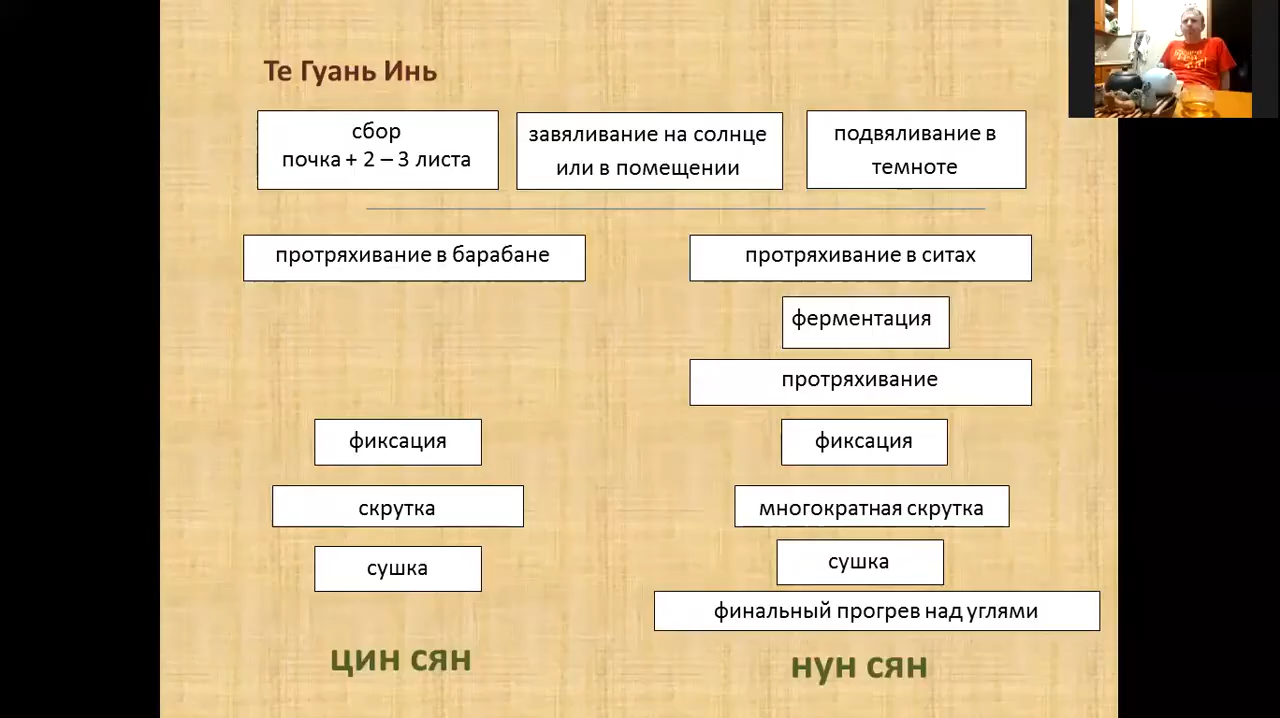 Те Гуань Инь
сбор
почка + 2 – 3 листа
завяливание на солнце
или в помещении
подвяливание в
темноте
протряхивание в барабане
протряхивание в ситах
ферментация
протряхивание
фиксация
фиксация
скрутка
многократная скрутка
сушка
сушка
финальный прогрев над углями
цин сян
нун сян